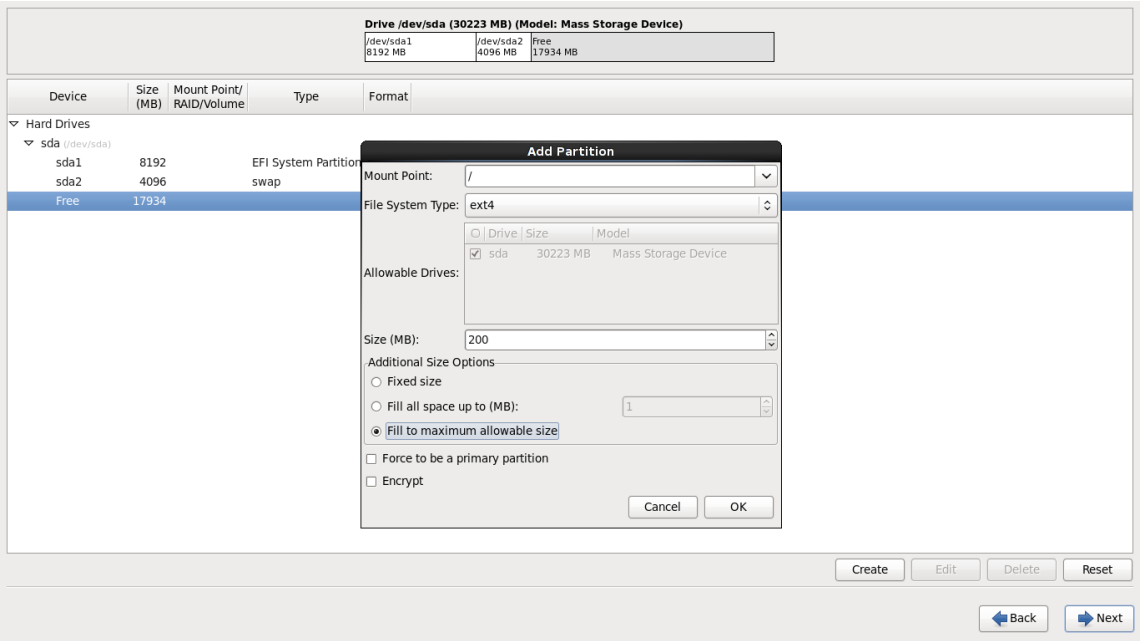 Drive /dev/sda (30223 MB) (Model: Mass Storage Device)
/dev/sda1 /dev/sda2 Free
8192 MB 4096 MB 17934 MB
Device Size (MB) Mount Point/ RAID/Volume Type Format
Hard Drives
sda (/dev/sda)
sda1 8192 EFI System Partition
sda2 4096 swap
Free 17934
Add Partition
Mount Point: /
File System Type: ext4
Drive Size Model
sda 30223 MB Mass Storage Device
Allowable Drives:
Size (MB): 200
Additional Size Options
Fixed size
Fill all space up to (MB): 1
Fill to maximum allowable size
Force to be a primary partition
Encrypt
Cancel OK
Create Edit Delete Reset
Back Next